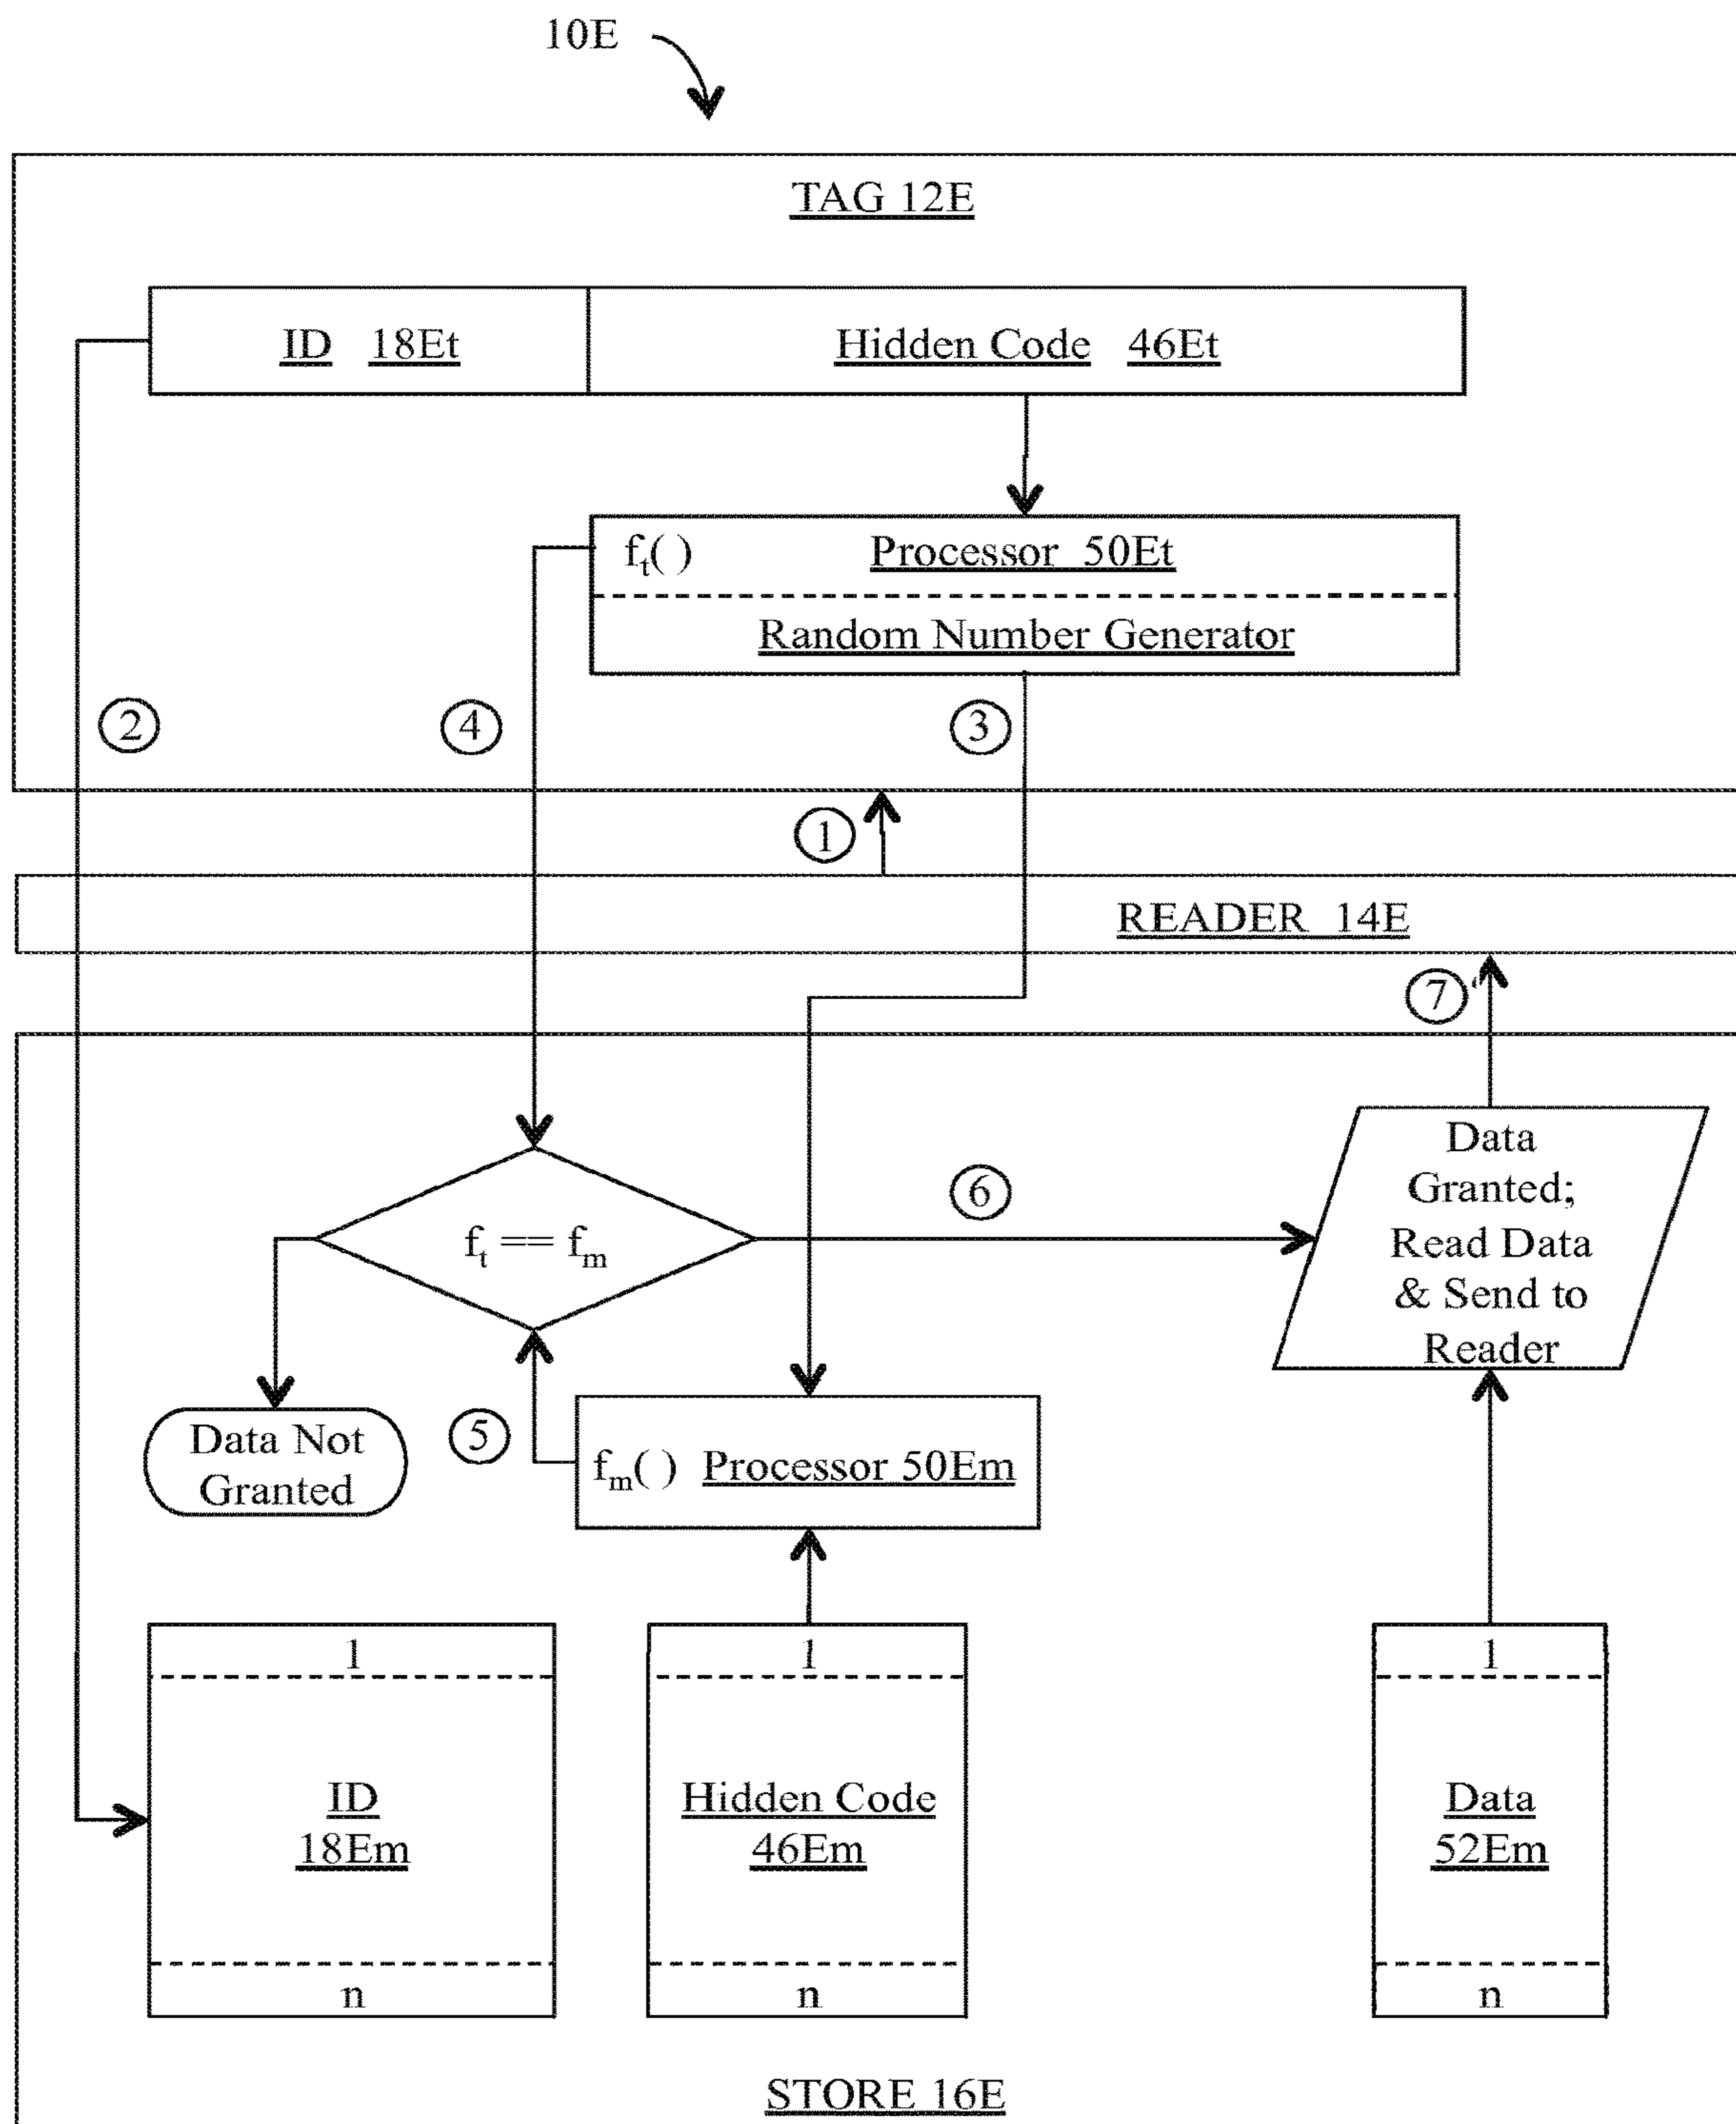 10E
TAG 12E
ID 18Et
Hidden Code 46Et
fₜ( ) Processor 50Et
Random Number Generator
2
4
3
1
READER 14E
7
Data
Granted;
Read Data
& Send to
Reader
6
fₜ == fₘ
Data Not
Granted
5
fₘ( ) Processor 50Em
1
ID
18Em
n
1
Hidden Code
46Em
n
1
Data
52Em
n
STORE 16E